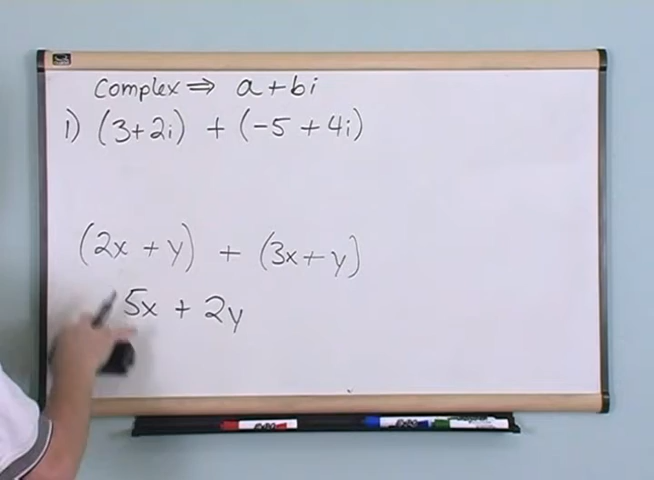 Complex ⇒ a + bi
1) (3+2i) + (-5 + 4i)
(2x + y) + (3x + y)
5x + 2y